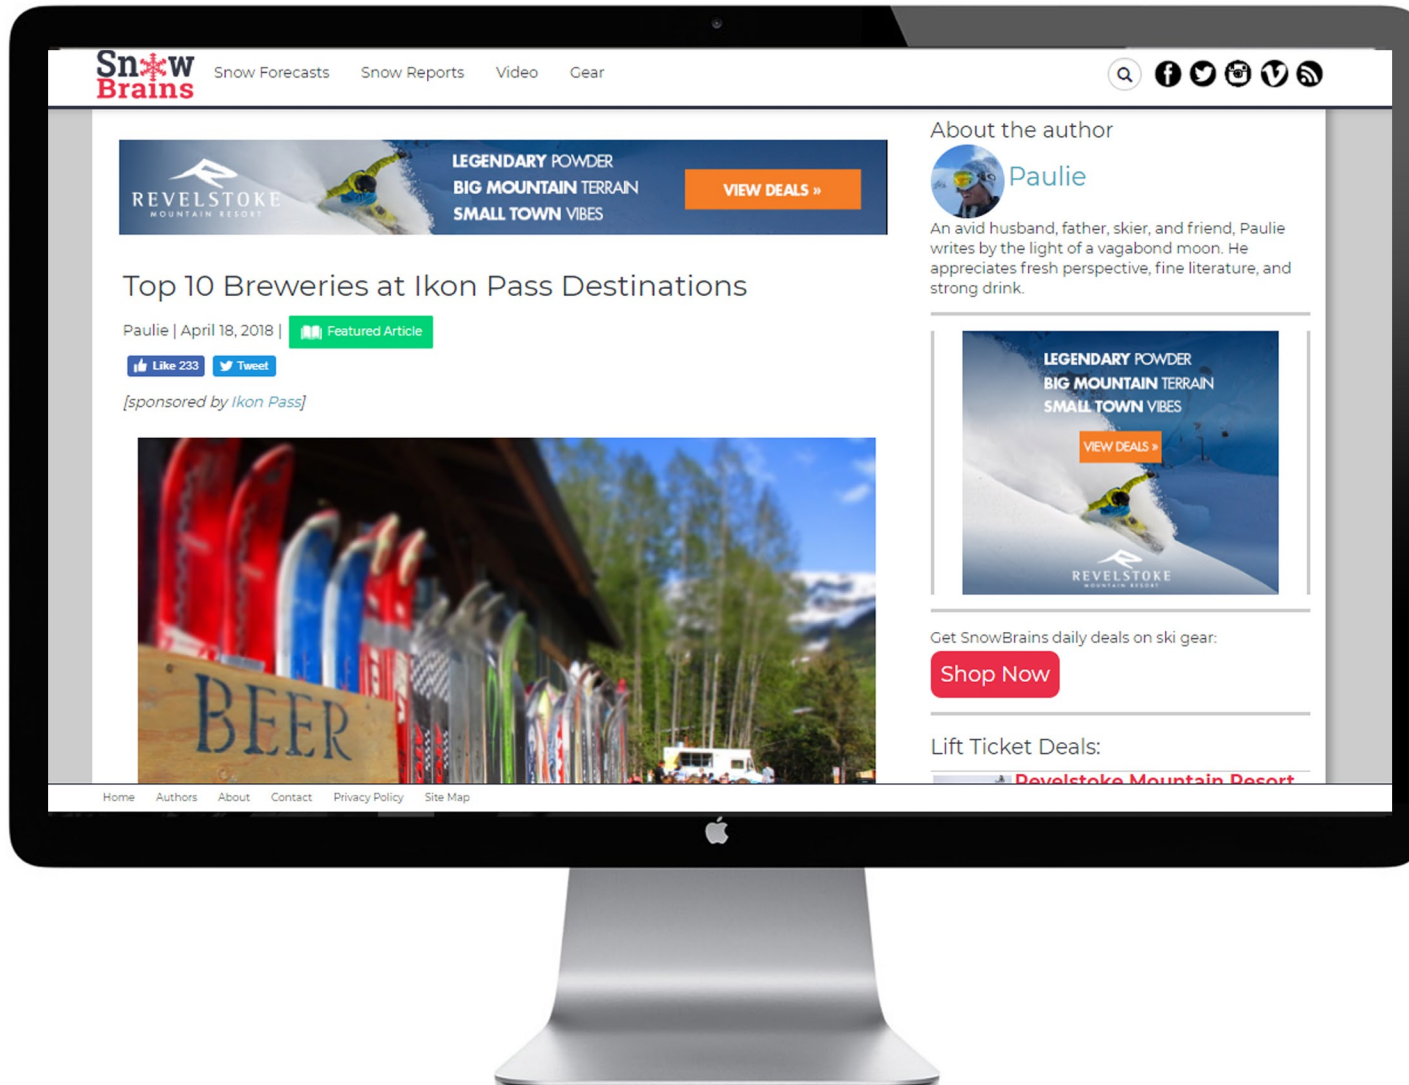 Snow
Brains
Snow Forecasts Snow Reports Video Gear
REVELSTOKE
MOUNTAIN RESORT
LEGENDARY POWDER
BIG MOUNTAIN TERRAIN
SMALL TOWN VIBES
VIEW DEALS »
Top 10 Breweries at Ikon Pass Destinations
Paulie | April 18, 2018 | Featured Article
Like 233 Tweet
[sponsored by Ikon Pass]
BEER
About the author
Paulie
An avid husband, father, skier, and friend, Paulie
writes by the light of a vagabond moon. He
appreciates fresh perspective, fine literature, and
strong drink.
LEGENDARY POWDER
BIG MOUNTAIN TERRAIN
SMALL TOWN VIBES
VIEW DEALS »
REVELSTOKE
MOUNTAIN RESORT
Get SnowBrains daily deals on ski gear:
Shop Now
Lift Ticket Deals:
Revelstoke Mountain Resort
Home Authors About Contact Privacy Policy Site Map